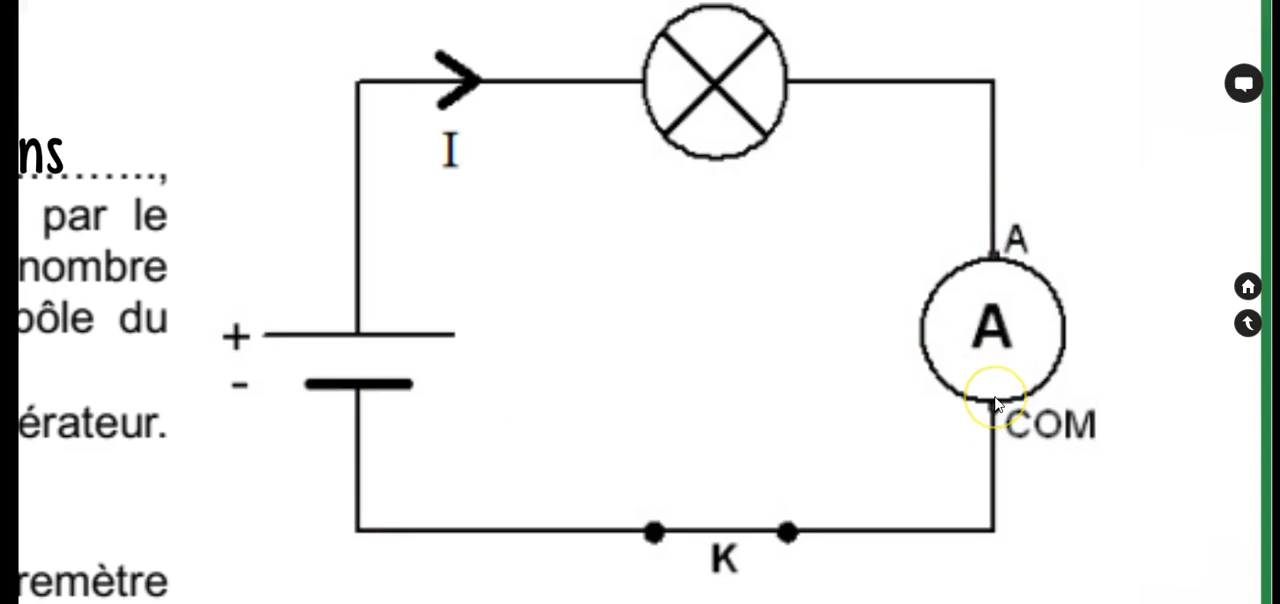 ns..........,
par le
nombre
pôle du
érateur.
remètre
I
+
-
A
A
COM
K